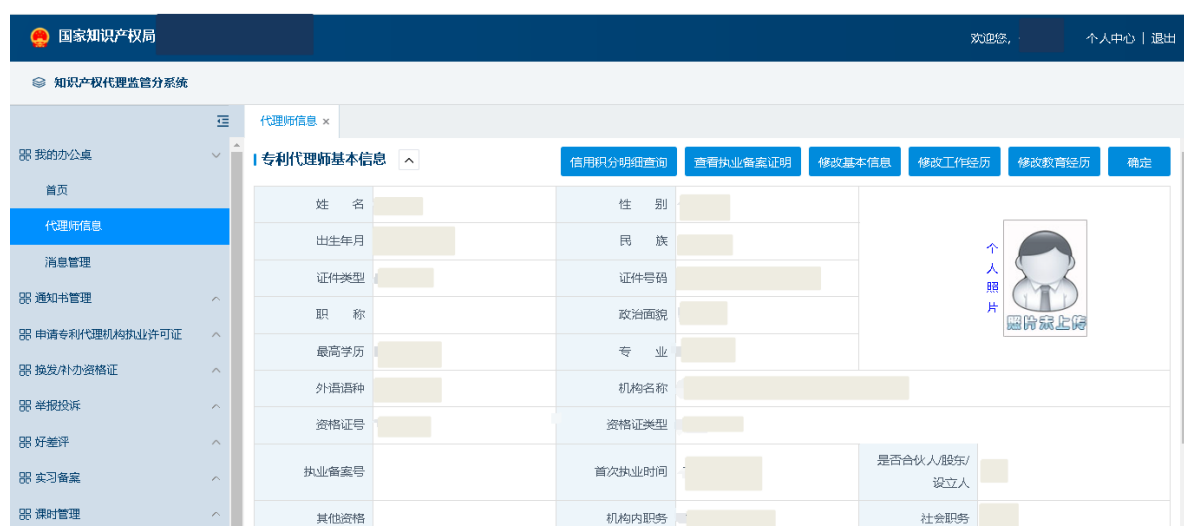 国家知识产权局
欢迎您,
个人中心 | 退出
知识产权代理监管分系统
代理师信息 ×
我的办公桌
首页
代理师信息
消息管理
通知书管理
申请专利代理机构执业许可证
换发/补办资格证
举报投诉
好差评
实习备案
课时管理
专利代理师基本信息
信用积分明细查询 查看执业备案证明 修改基本信息 修改工作经历 修改教育经历 确定
姓 名 性 别
出生年月 民 族
证件类型 证件号码
职 称 政治面貌
个人照片
照片未上传
最高学历 专 业
外语语种 机构名称
资格证号 资格证类型
执业备案号 首次执业时间 是否合伙人/股东/
设立人
其他资格 机构内职务 社会职务